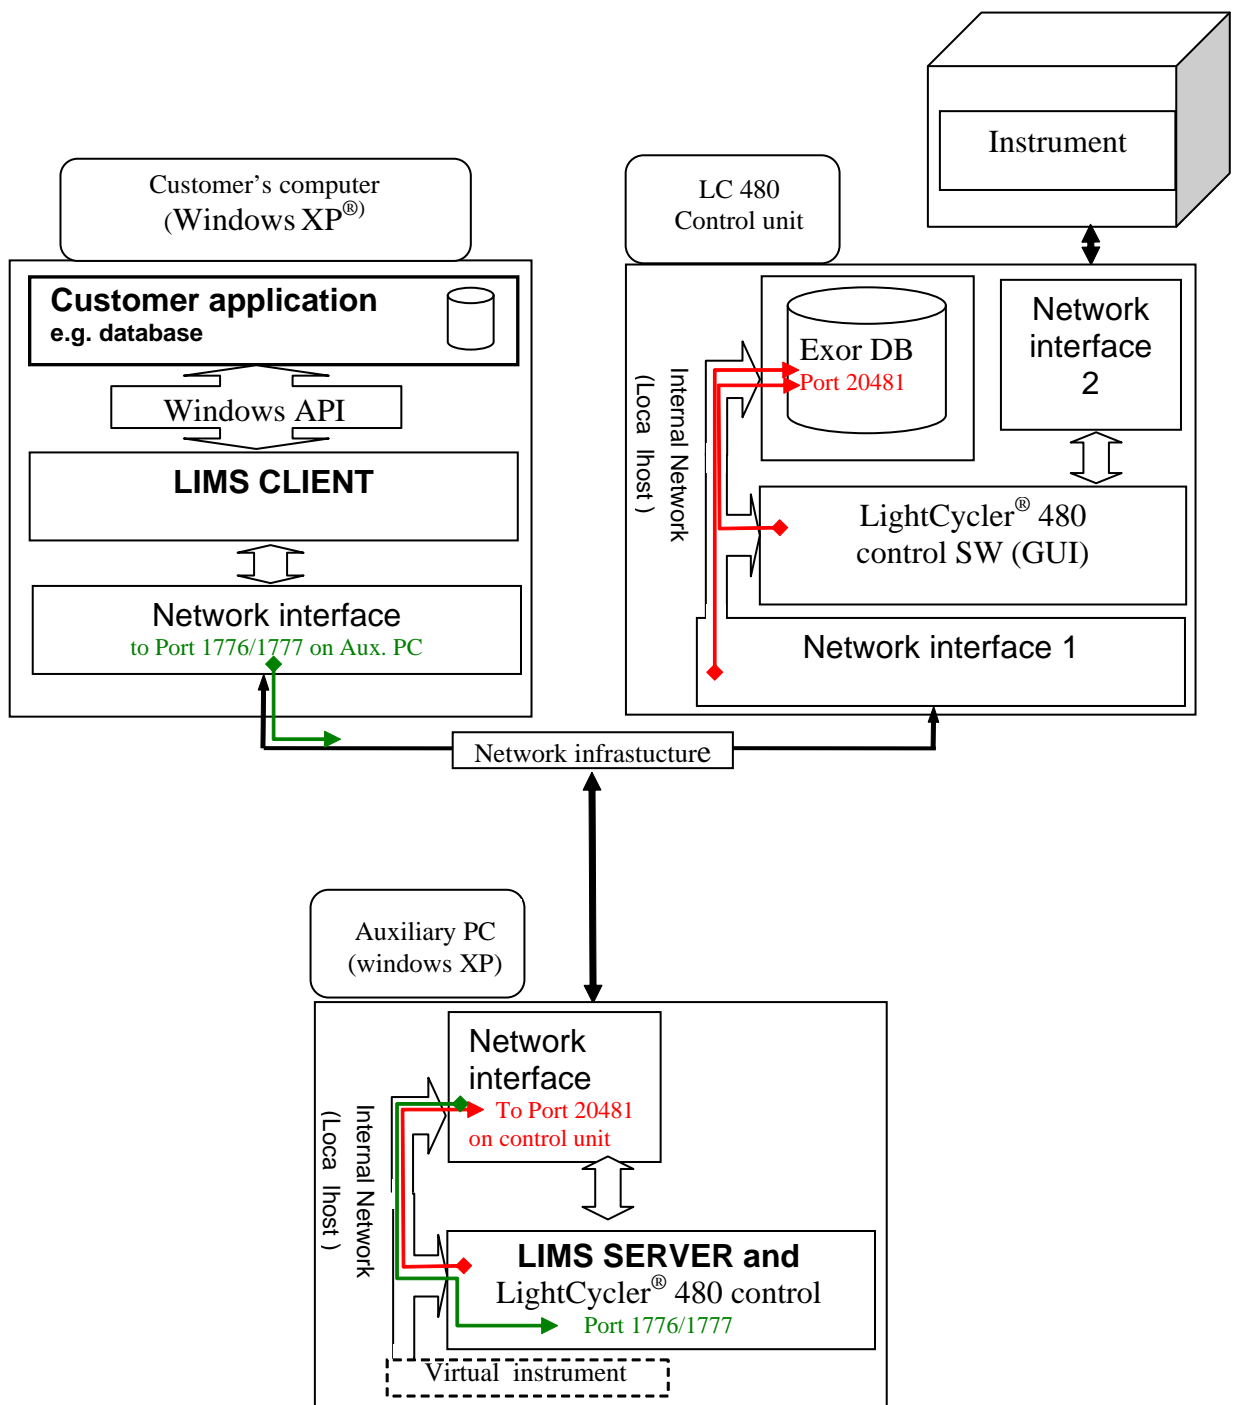 Instrument
Customer’s computer
(Windows XP®)
LC 480
Control unit
Customer application
e.g. database
Windows API
LIMS CLIENT
Network interface
to Port 1776/1777 on Aux. PC
Internal Network
(Loca lhost )
Exor DB
Port 20481
Network
interface
2
LightCycler® 480
control SW (GUI)
Network interface 1
Network infrastucture
Auxiliary PC
(windows XP)
Internal Network
(Loca lhost )
Network
interface
To Port 20481
on control unit
LIMS SERVER and
LightCycler® 480 control
Port 1776/1777
Virtual instrument